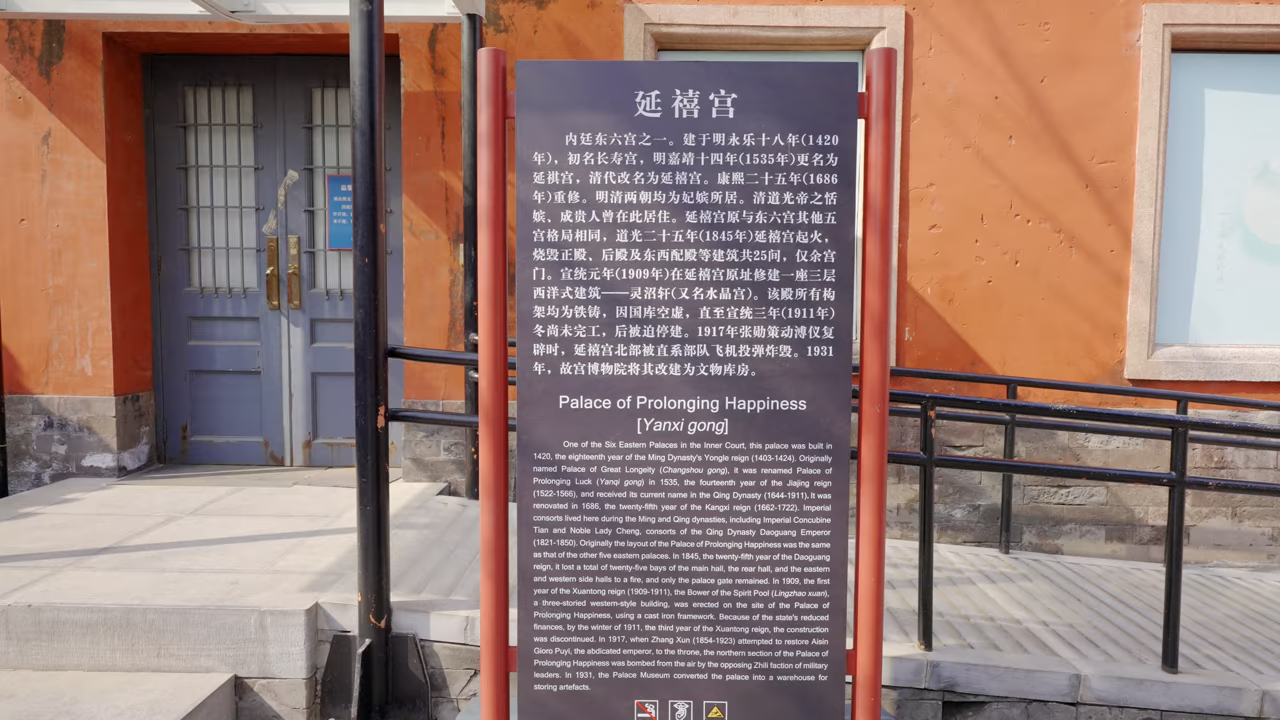 延禧宫
内廷东六宫之一。建于明永乐十八年(1420
年)，初名长寿宫，明嘉靖十四年(1535年)更名为
延祺宫，清代改名为延禧宫。康熙二十五年(1686
年)重修。明清两朝均为妃嫔所居。清道光帝之恬
嫔、成贵人曾在此居住。延禧宫原与东六宫其他五
宫格局相同，道光二十五年(1845年)延禧宫起火，
烧毁正殿、后殿及东西配殿等建筑共25间，仅余宫
门。宣统元年(1909年)在延禧宫原址修建一座三层
西洋式建筑——灵沼轩(又名水晶宫)。该殿所有构
架均为铁铸，因国库空虚，直至宣统三年(1911年)
冬尚未完工，后被迫停建。1917年张勋策动溥仪复
辟时，延禧宫北部被直系部队飞机投弹炸毁。1931
年，故宫博物院将其改建为文物库房。
Palace of Prolonging Happiness
[Yanxi gong]
One of the Six Eastern Palaces in the Inner Court, this palace was built in
1420, the eighteenth year of the Ming Dynasty's Yongle reign (1403-1424). Originally
named Palace of Great Longeity (Changshou gong), it was renamed Palace of
Prolonging Luck (Yanqi gong) in 1535, the fourteenth year of the Jiajing reign
(1522-1566), and received its current name in the Qing Dynasty (1644-1911). It was
renovated in 1686, the twenty-fifth year of the Kangxi reign (1662-1722). Imperial
consorts lived here during the Ming and Qing dynasties, including Imperial Concubine
Tian and Noble Lady Cheng, consorts of the Qing Dynasty Daoguang Emperor
(1821-1850). Originally the layout of the Palace of Prolonging Happiness was the same
as that of the other five eastern palaces. In 1845, the twenty-fifth year of the Daoguang
reign, it lost a total of twenty-five bays of the main hall, the rear hall, and the eastern
and western side halls to a fire, and only the palace gate remained. In 1909, the first
year of the Xuantong reign (1909-1911), the Bower of the Spirit Pool (Lingzhao xuan),
a three-storied western-style building, was erected on the site of the Palace of
Prolonging Happiness, using a cast iron framework. Because of the state's reduced
finances, by the winter of 1911, the third year of the Xuantong reign, the construction
was discontinued. In 1917, when Zhang Xun (1854-1923) attempted to restore Aisin
Gioro Puyi, the abdicated emperor, to the throne, the northern section of the Palace of
Prolonging Happiness was bombed from the air by the opposing Zhili faction of military
leaders. In 1931, the Palace Museum converted the palace into a warehouse for
storing artefacts.